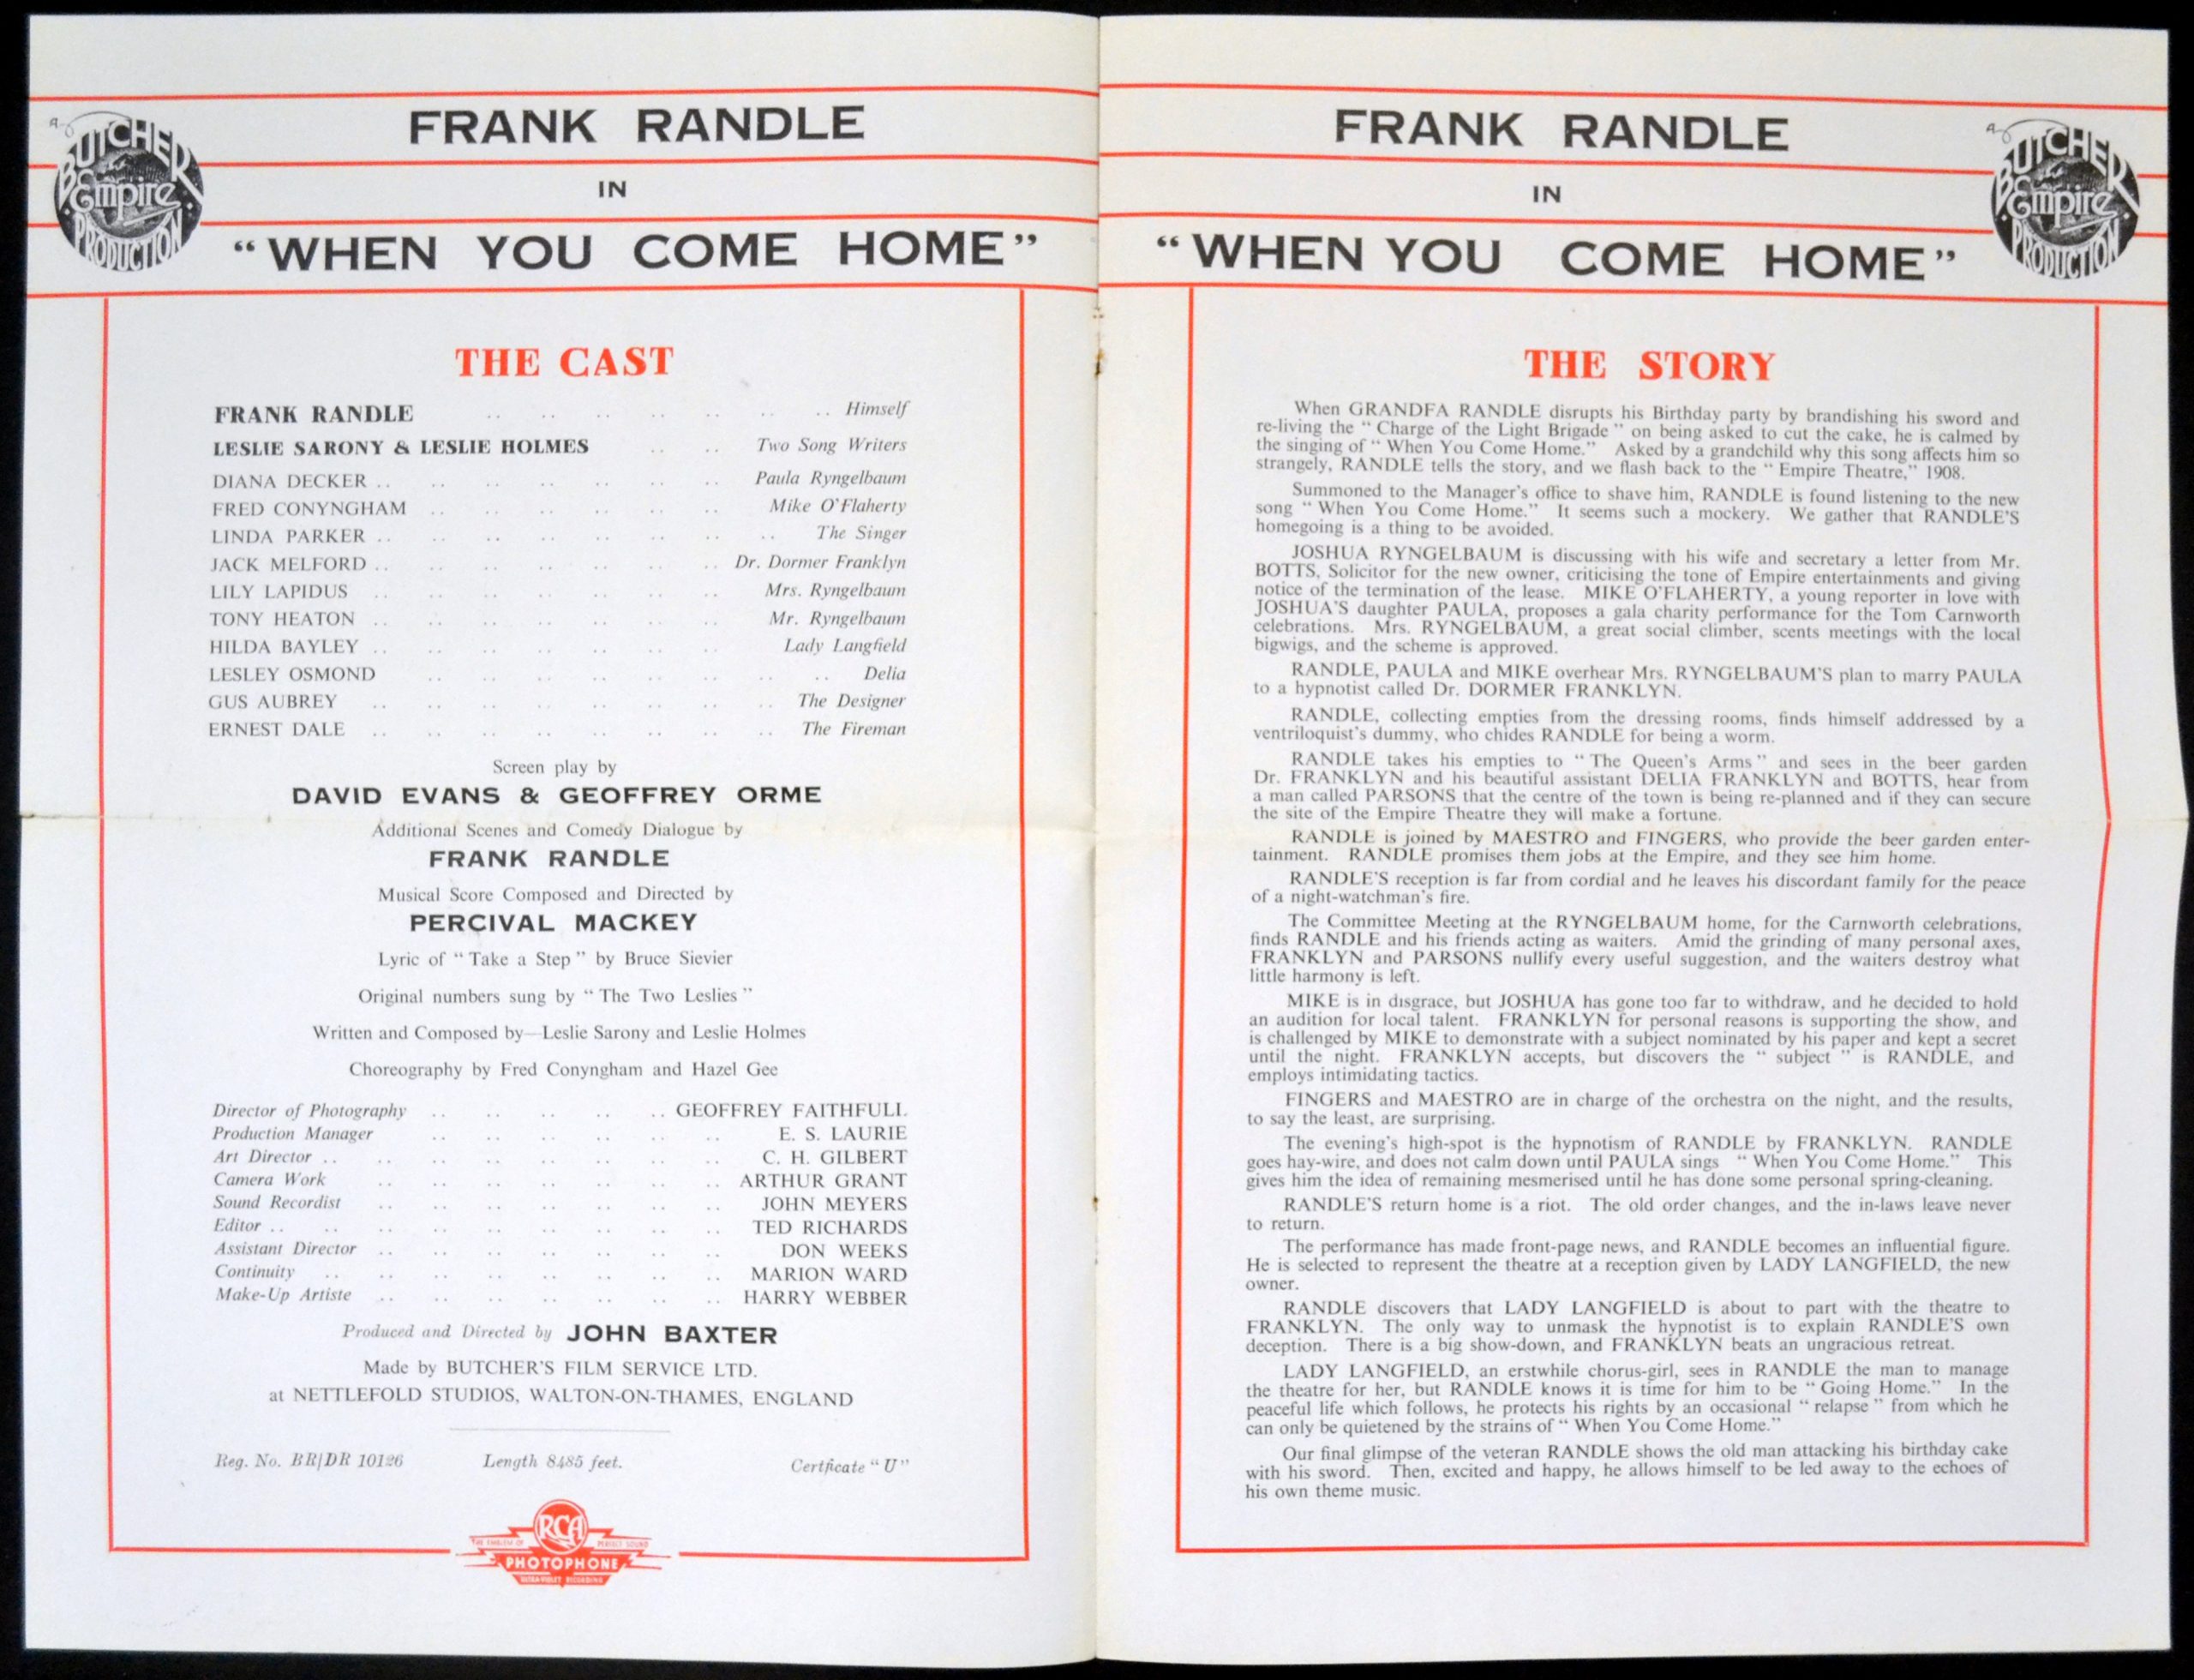 A
BUTCHER
Empire
PRODUCTION
FRANK RANDLE
IN
“WHEN YOU COME HOME”
THE CAST
FRANK RANDLE .. .. .. .. .. .. .. Himself
LESLIE SARONY & LESLIE HOLMES .. .. Two Song Writers
DIANA DECKER .. .. .. .. .. .. .. Paula Ryngelbaum
FRED CONYNGHAM .. .. .. .. .. .. Mike O'Flaherty
LINDA PARKER .. .. .. .. .. .. .. .. The Singer
JACK MELFORD .. .. .. .. .. .. .. Dr. Dormer Franklyn
LILY LAPIDUS .. .. .. .. .. .. .. Mrs. Ryngelbaum
TONY HEATON .. .. .. .. .. .. .. Mr. Ryngelbaum
HILDA BAYLEY .. .. .. .. .. .. .. Lady Langfield
LESLEY OSMOND .. .. .. .. .. .. .. .. Delia
GUS AUBREY .. .. .. .. .. .. .. .. The Designer
ERNEST DALE .. .. .. .. .. .. .. .. The Fireman
Screen play by
DAVID EVANS & GEOFFREY ORME
Additional Scenes and Comedy Dialogue by
FRANK RANDLE
Musical Score Composed and Directed by
PERCIVAL MACKEY
Lyric of “Take a Step” by Bruce Sievier
Original numbers sung by “The Two Leslies”
Written and Composed by—Leslie Sarony and Leslie Holmes
Choreography by Fred Conyngham and Hazel Gee
Director of Photography .. .. .. .. .. GEOFFREY FAITHFULL
Production Manager .. .. .. .. .. .. E. S. LAURIE
Art Director .. .. .. .. .. .. .. .. C. H. GILBERT
Camera Work .. .. .. .. .. .. .. ARTHUR GRANT
Sound Recordist .. .. .. .. .. .. .. JOHN MEYERS
Editor .. .. .. .. .. .. .. .. .. TED RICHARDS
Assistant Director .. .. .. .. .. .. .. DON WEEKS
Continuity .. .. .. .. .. .. .. .. MARION WARD
Make-Up Artiste .. .. .. .. .. .. .. HARRY WEBBER
Produced and Directed by JOHN BAXTER
Made by BUTCHER'S FILM SERVICE LTD.
at NETTLEFOLD STUDIOS, WALTON-ON-THAMES, ENGLAND
Reg. No. BR/DR 10126 Length 8485 feet. Certficate “U”
RCA
THE EMBLEM OF PERFECT SOUND
PHOTOPHONE
ULTRA-VIOLET RECORDING
FRANK RANDLE
IN
“WHEN YOU COME HOME”
A
BUTCHER
Empire
PRODUCTION
THE STORY
When GRANDFA RANDLE disrupts his Birthday party by brandishing his sword and
re-living the “Charge of the Light Brigade” on being asked to cut the cake, he is calmed by
the singing of “When You Come Home.” Asked by a grandchild why this song affects him so
strangely, RANDLE tells the story, and we flash back to the “Empire Theatre,” 1908.
Summoned to the Manager's office to shave him, RANDLE is found listening to the new
song “When You Come Home.” It seems such a mockery. We gather that RANDLE'S
homegoing is a thing to be avoided.
JOSHUA RYNGELBAUM is discussing with his wife and secretary a letter from Mr.
BOTTS, Solicitor for the new owner, criticising the tone of Empire entertainments and giving
notice of the termination of the lease. MIKE O'FLAHERTY, a young reporter in love with
JOSHUA'S daughter PAULA, proposes a gala charity performance for the Tom Carnworth
celebrations. Mrs. RYNGELBAUM, a great social climber, scents meetings with the local
bigwigs, and the scheme is approved.
RANDLE, PAULA and MIKE overhear Mrs. RYNGELBAUM'S plan to marry PAULA
to a hypnotist called Dr. DORMER FRANKLYN.
RANDLE, collecting empties from the dressing rooms, finds himself addressed by a
ventriloquist's dummy, who chides RANDLE for being a worm.
RANDLE takes his empties to “The Queen's Arms” and sees in the beer garden
Dr. FRANKLYN and his beautiful assistant DELIA FRANKLYN and BOTTS, hear from
a man called PARSONS that the centre of the town is being re-planned and if they can secure
the site of the Empire Theatre they will make a fortune.
RANDLE is joined by MAESTRO and FINGERS, who provide the beer garden enter-
tainment. RANDLE promises them jobs at the Empire, and they see him home.
RANDLE'S reception is far from cordial and he leaves his discordant family for the peace
of a night-watchman's fire.
The Committee Meeting at the RYNGELBAUM home, for the Carnworth celebrations,
finds RANDLE and his friends acting as waiters. Amid the grinding of many personal axes,
FRANKLYN and PARSONS nullify every useful suggestion, and the waiters destroy what
little harmony is left.
MIKE is in disgrace, but JOSHUA has gone too far to withdraw, and he decided to hold
an audition for local talent. FRANKLYN for personal reasons is supporting the show, and
is challenged by MIKE to demonstrate with a subject nominated by his paper and kept a secret
until the night. FRANKLYN accepts, but discovers the “subject” is RANDLE, and
employs intimidating tactics.
FINGERS and MAESTRO are in charge of the orchestra on the night, and the results,
to say the least, are surprising.
The evening's high-spot is the hypnotism of RANDLE by FRANKLYN. RANDLE
goes hay-wire, and does not calm down until PAULA sings “When You Come Home.” This
gives him the idea of remaining mesmerised until he has done some personal spring-cleaning.
RANDLE'S return home is a riot. The old order changes, and the in-laws leave never
to return.
The performance has made front-page news, and RANDLE becomes an influential figure.
He is selected to represent the theatre at a reception given by LADY LANGFIELD, the new
owner.
RANDLE discovers that LADY LANGFIELD is about to part with the theatre to
FRANKLYN. The only way to unmask the hypnotist is to explain RANDLE'S own
deception. There is a big show-down, and FRANKLYN beats an ungracious retreat.
LADY LANGFIELD, an erstwhile chorus-girl, sees in RANDLE the man to manage
the theatre for her, but RANDLE knows it is time for him to be “Going Home.” In the
peaceful life which follows, he protects his rights by an occasional “relapse” from which he
can only be quietened by the strains of “When You Come Home.”
Our final glimpse of the veteran RANDLE shows the old man attacking his birthday cake
with his sword. Then, excited and happy, he allows himself to be led away to the echoes of
his own theme music.